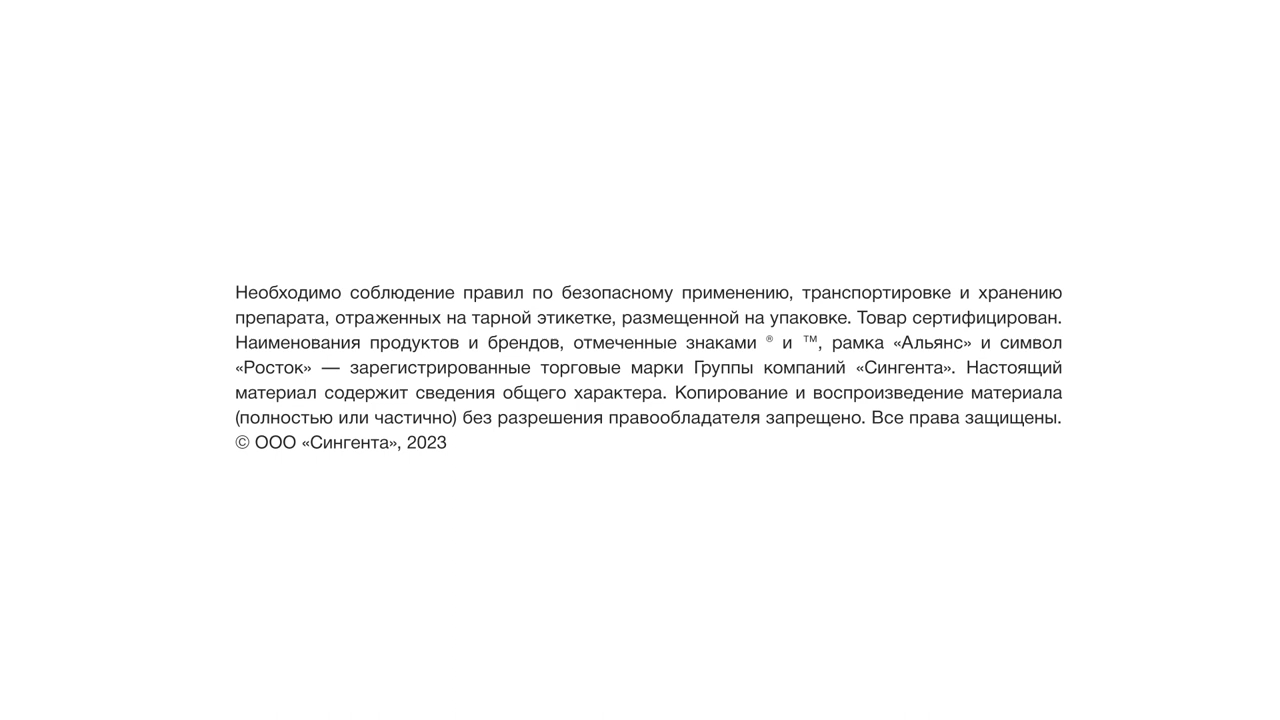 Необходимо соблюдение правил по безопасному применению, транспортировке и хранению
препарата, отраженных на тарной этикетке, размещенной на упаковке. Товар сертифицирован.
Наименования продуктов и брендов, отмеченные знаками ® и ™, рамка «Альянс» и символ
«Росток» — зарегистрированные торговые марки Группы компаний «Сингента». Настоящий
материал содержит сведения общего характера. Копирование и воспроизведение материала
(полностью или частично) без разрешения правообладателя запрещено. Все права защищены.
© ООО «Сингента», 2023